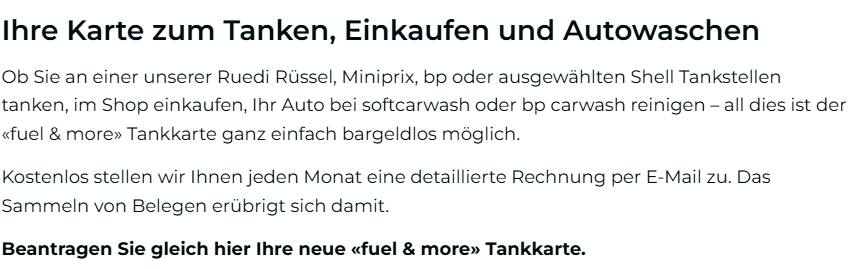 Ihre Karte zum Tanken, Einkaufen und Autowaschen
Ob Sie an einer unserer Ruedi Rüssel, Miniprix, bp oder ausgewählten Shell Tankstellen
tanken, im Shop einkaufen, Ihr Auto bei softcarwash oder bp carwash reinigen – all dies ist der
«fuel & more» Tankkarte ganz einfach bargeldlos möglich.
Kostenlos stellen wir Ihnen jeden Monat eine detaillierte Rechnung per E-Mail zu. Das
Sammeln von Belegen erübrigt sich damit.
Beantragen Sie gleich hier Ihre neue «fuel & more» Tankkarte.